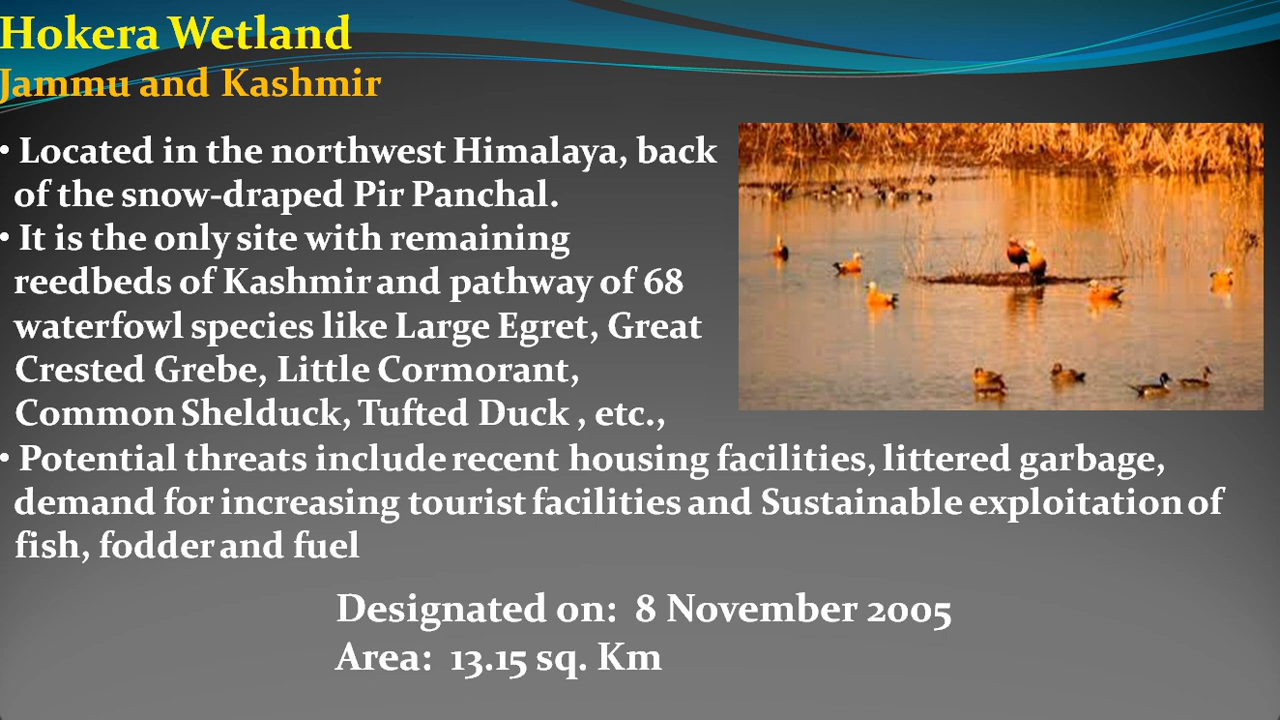 Hokera Wetland
Jammu and Kashmir
• Located in the northwest Himalaya, back
of the snow-draped Pir Panchal.
• It is the only site with remaining
reedbeds of Kashmir and pathway of 68
waterfowl species like Large Egret, Great
Crested Grebe, Little Cormorant,
Common Shelduck, Tufted Duck , etc.,
• Potential threats include recent housing facilities, littered garbage,
demand for increasing tourist facilities and Sustainable exploitation of
fish, fodder and fuel
Designated on: 8 November 2005
Area: 13.15 sq. Km